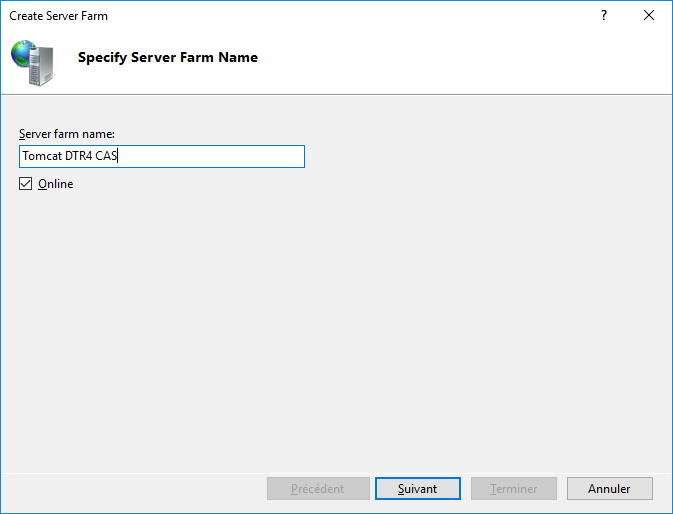 Create Server Farm
Specify Server Farm Name
Server farm name:
Tomcat DTR4 CAS
Online
Précédent Suivant Terminer Annuler